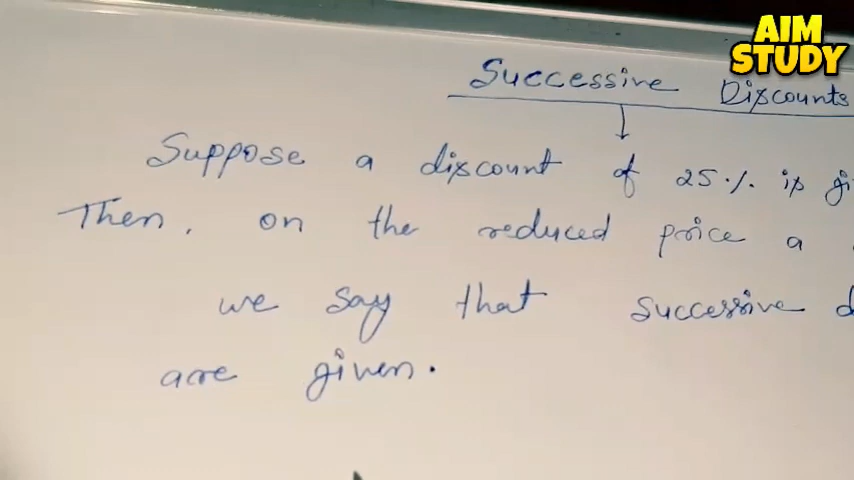 AIM
STUDY
Successive Discounts
Suppose a discount of 25% is
Then, on the reduced price a
we say that successive
are given.